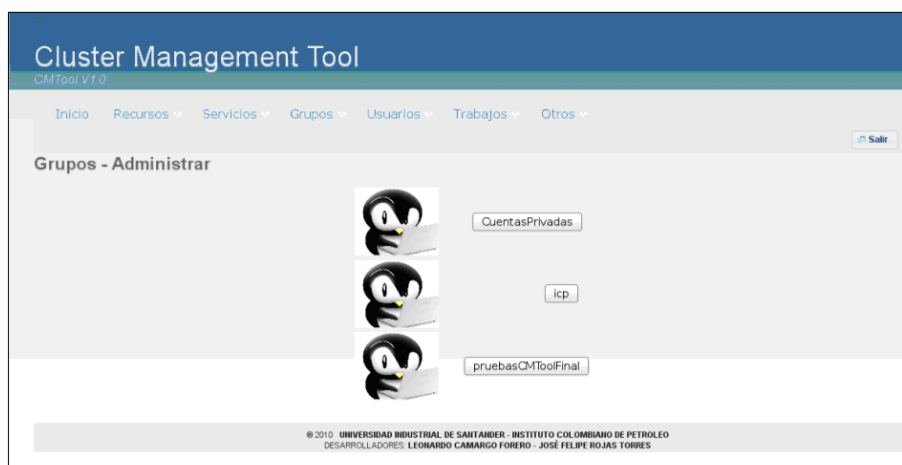 Cluster Management Tool
CMTool V1.0
Inicio Recursos Servicios Grupos Usuarios Trabajos Otros
Salir
Grupos - Administrar
CuentasPrivadas
icp
pruebasCMToolFinal
© 2010 UNIVERSIDAD INDUSTRIAL DE SANTANDER - INSTITUTO COLOMBIANO DE PETROLEO
DESARROLLADORES: LEONARDO CAMARGO FORERO - JOSÉ FELIPE ROJAS TORRES